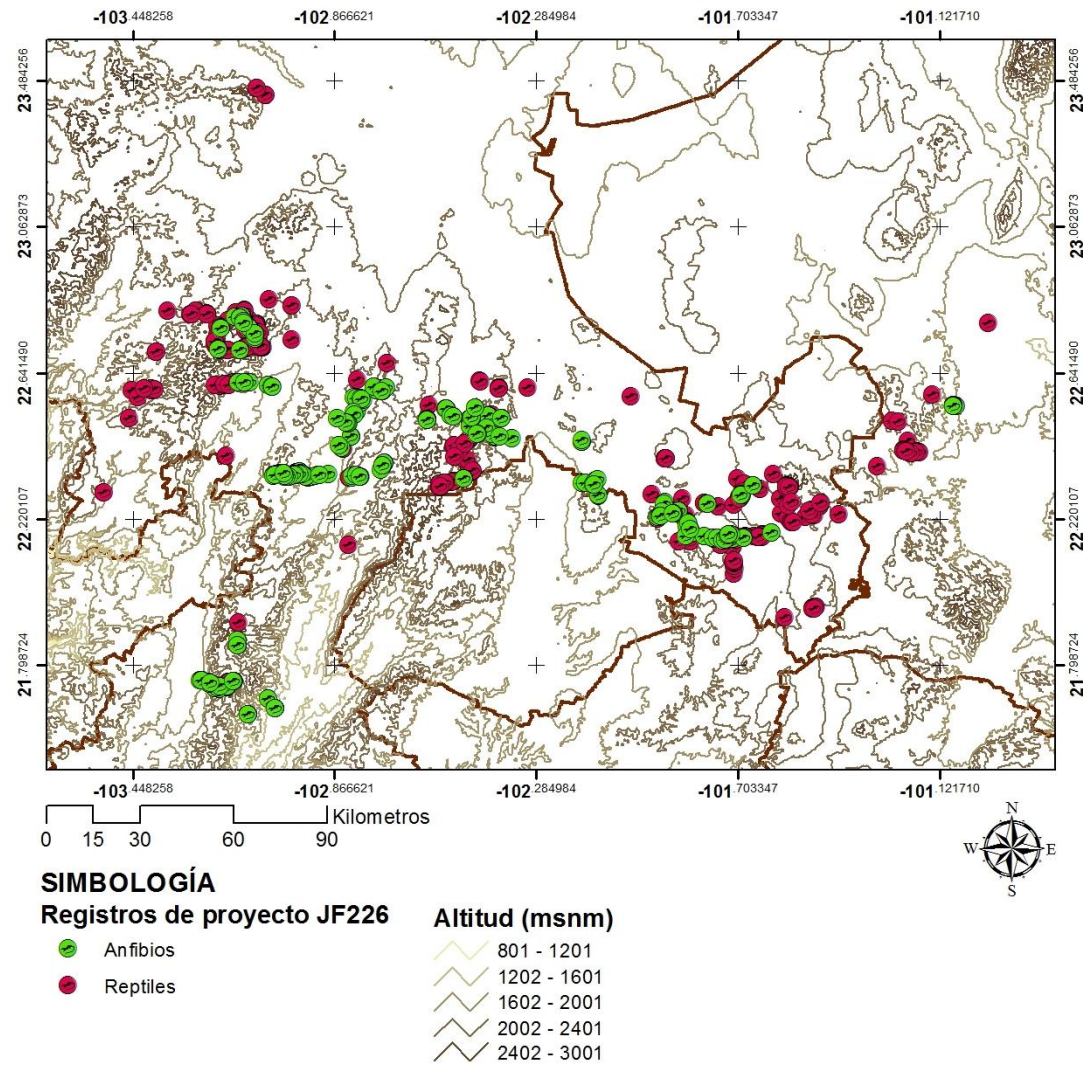 -103.448258 -102.866621 -102.284984 -101.703347 -101.121710
23.484256 23.484256
23.062873 23.062873
22.641490 22.641490
22.220107 22.220107
21.798724 21.798724
-103.448258 -102.866621 -102.284984 -101.703347 -101.121710
Kilometros
0 15 30 60 90
N
W E
S
SIMBOLOGÍA
Registros de proyecto JF226
Anfibios
Reptiles
Altitud (msnm)
801 - 1201
1202 - 1601
1602 - 2001
2002 - 2401
2402 - 3001